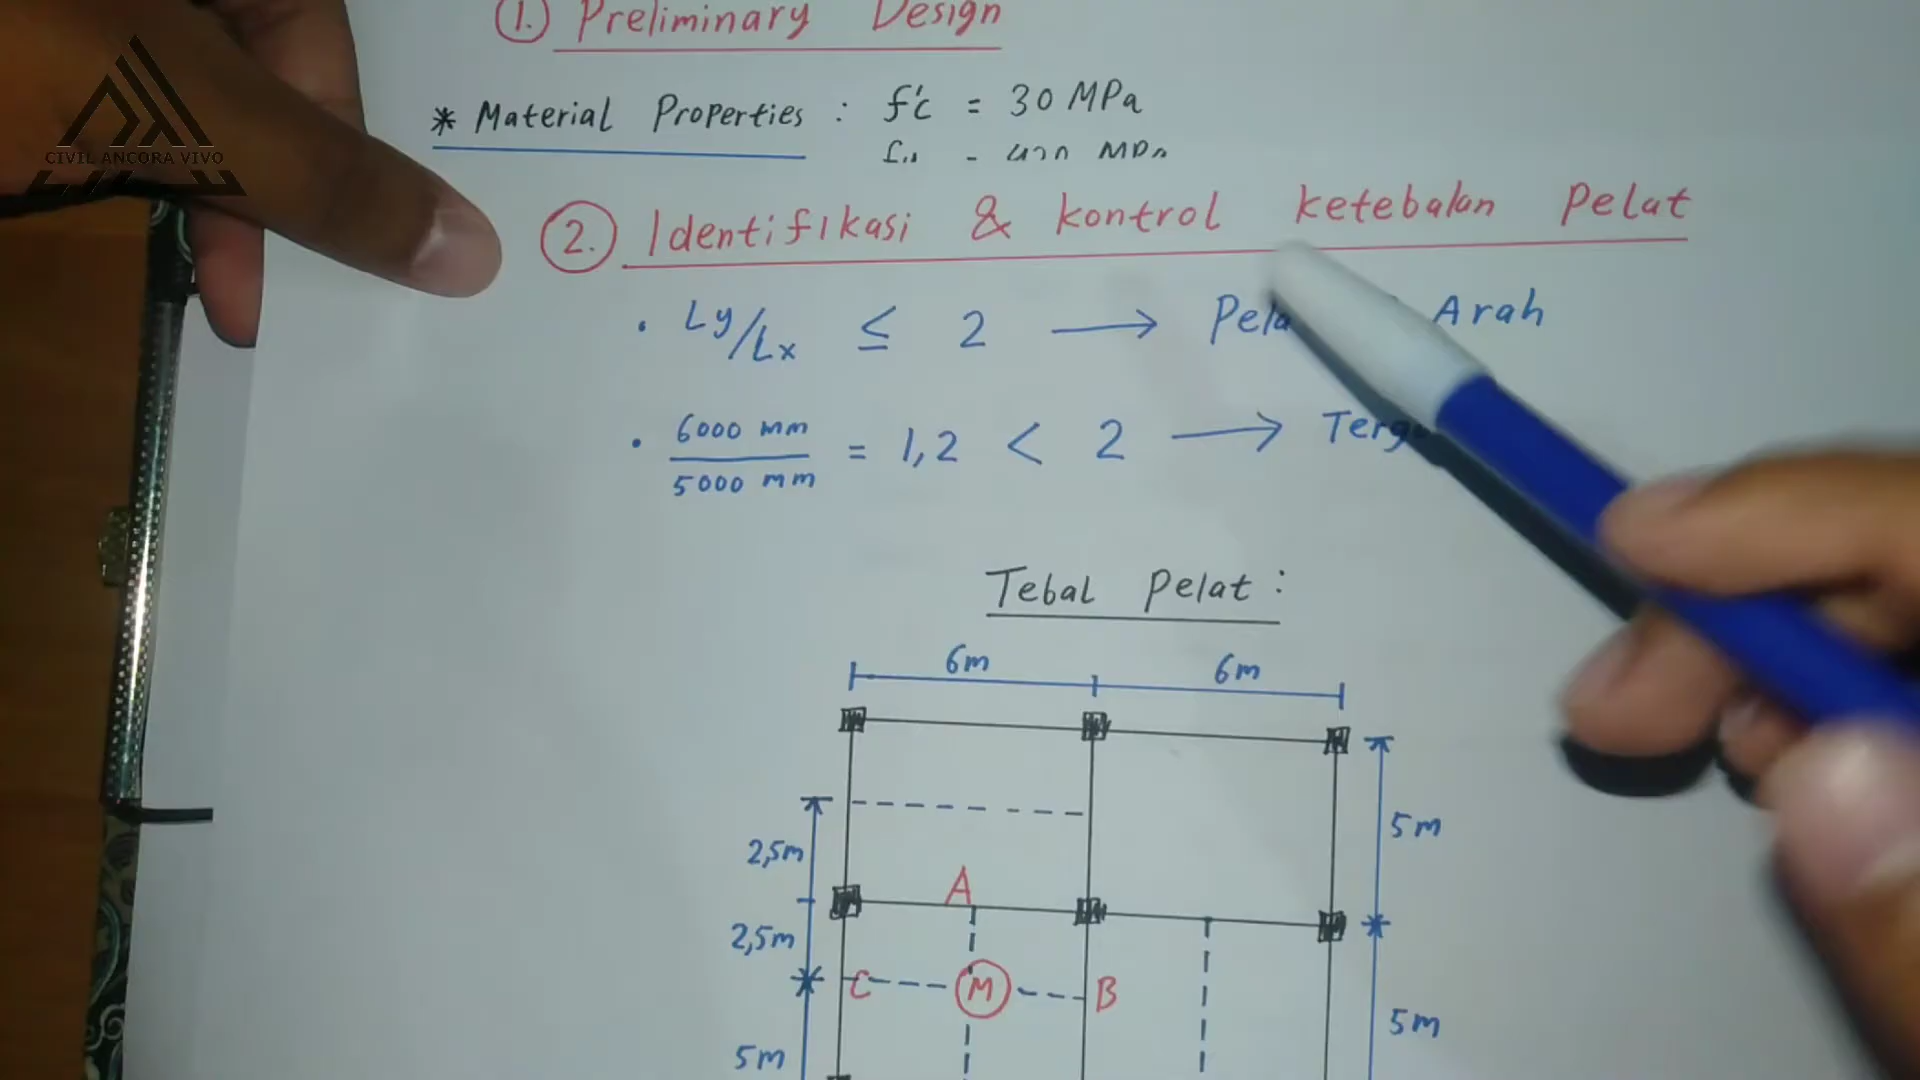 1. Preliminary Design
* Material Properties : f'c = 30 MPa
CIVIL ANCORA VIVO
2. Identifikasi & kontrol ketebalan Pelat
• Ly/Lx ≤ 2 → Arah
• 6000 mm / 5000 mm = 1,2 < 2 →
Tebal Pelat :
6m 6m
5m
2,5m
A
2,5m
C M B
5m
5m